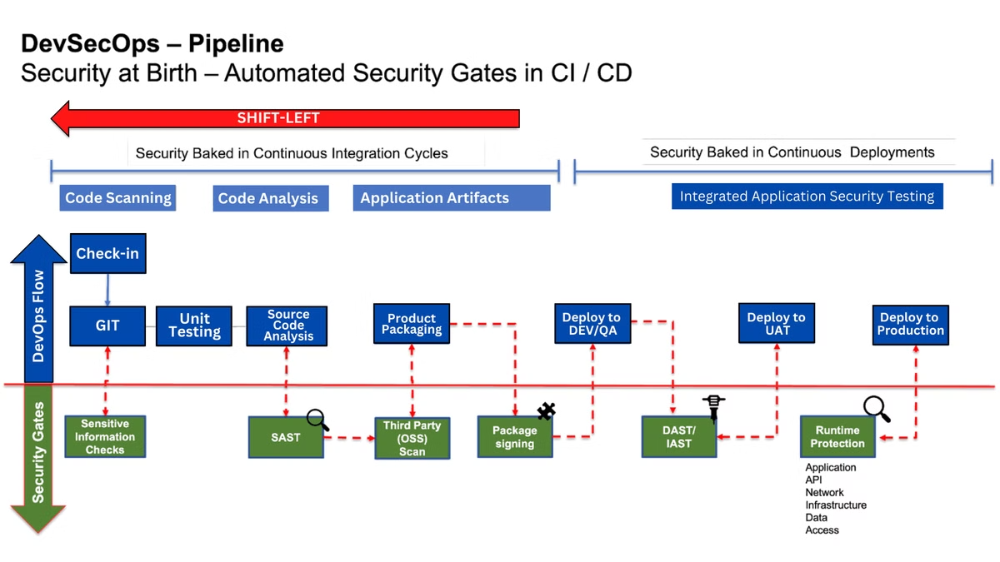 DevSecOps – Pipeline
Security at Birth – Automated Security Gates in CI / CD
SHIFT-LEFT
Security Baked in Continuous Integration Cycles
Security Baked in Continuous Deployments
Code Scanning
Code Analysis
Application Artifacts
Integrated Application Security Testing
DevOps Flow
Check-in
GIT
Unit
Testing
Source
Code
Analysis
Product
Packaging
Deploy to
DEV/QA
Deploy to
UAT
Deploy to
Production
Security Gates
Sensitive
Information
Checks
SAST
Third Party
(OSS)
Scan
Package
signing
DAST/
IAST
Runtime
Protection
Application
API
Network
Infrastructure
Data
Access